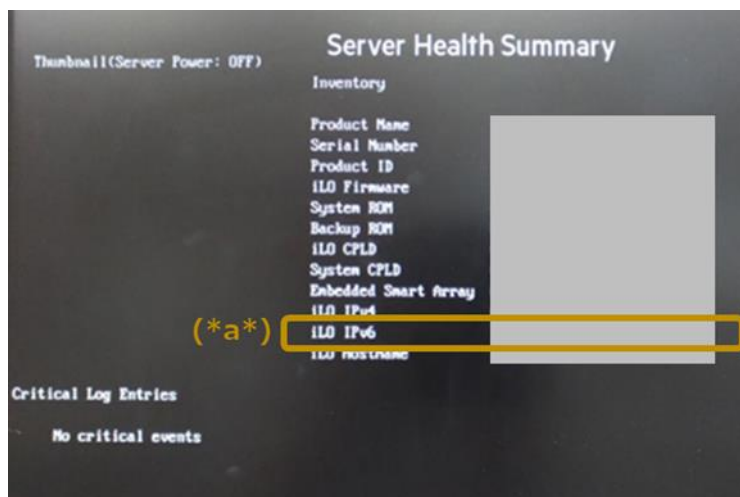 Server Health Summary
Thumbnail(Server Power: OFF)
Inventory
Product Name
Serial Number
Product ID
iLO Firmware
System ROM
Backup ROM
iLO CPLD
System CPLD
Embedded Smart Array
iLO IPv4
(*a*) iLO IPv6
iLO Hostname
Critical Log Entries
No critical events